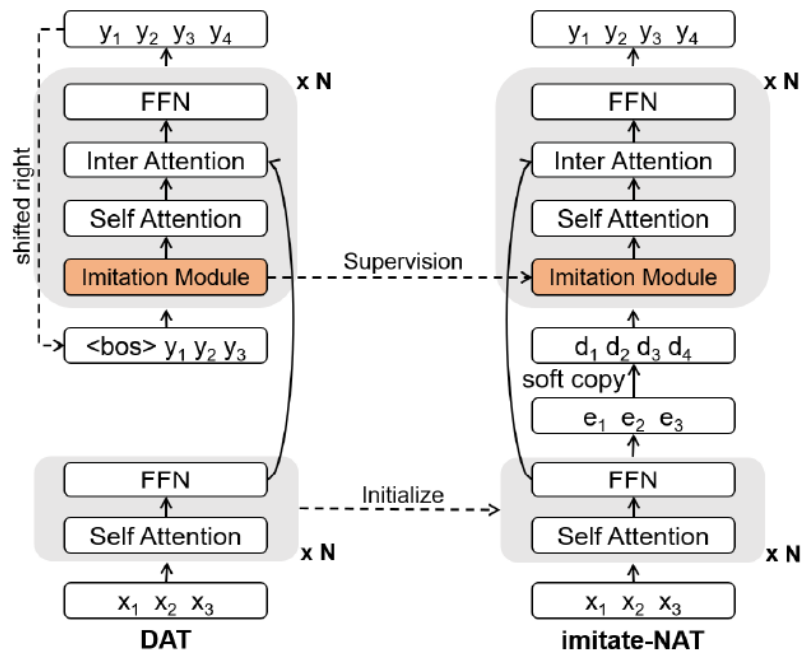 y₁ y₂ y₃ y₄
x N
FFN
Inter Attention
Self Attention
Imitation Module
shifted right
<bos> y₁ y₂ y₃
FFN
Self Attention
x N
x₁ x₂ x₃
DAT
Supervision
Initialize
y₁ y₂ y₃ y₄
x N
FFN
Inter Attention
Self Attention
Imitation Module
d₁ d₂ d₃ d₄
soft copy
e₁ e₂ e₃
FFN
Self Attention
x N
x₁ x₂ x₃
imitate-NAT